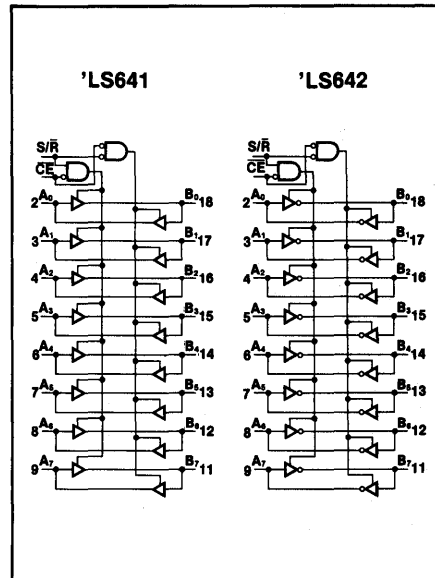 'LS641 'LS642
S/R̅ S/R̅
C̅E̅ C̅E̅
2 A₀ B₀ 18 2 A₀ B₀ 18
3 A₁ B₁ 17 3 A₁ B₁ 17
4 A₂ B₂ 16 4 A₂ B₂ 16
5 A₃ B₃ 15 5 A₃ B₃ 15
6 A₄ B₄ 14 6 A₄ B₄ 14
7 A₅ B₅ 13 7 A₅ B₅ 13
8 A₆ B₆ 12 8 A₆ B₆ 12
9 A₇ B₇ 11 9 A₇ B₇ 11